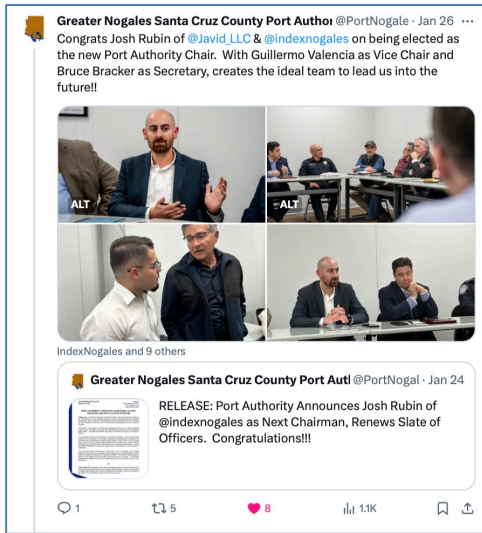 Greater Nogales Santa Cruz County Port Author @PortNogale · Jan 26 ···
Congrats Josh Rubin of @Javid_LLC & @indexnogales on being elected as
the new Port Authority Chair. With Guillermo Valencia as Vice Chair and
Bruce Bracker as Secretary, creates the ideal team to lead us into the
future!!
ALT
ALT
IndexNogales and 9 others
Greater Nogales Santa Cruz County Port Autl @PortNogal · Jan 24
RELEASE: Port Authority Announces Josh Rubin of
@indexnogales as Next Chairman, Renews Slate of
Officers. Congratulations!!!
1 5 8 1.1K